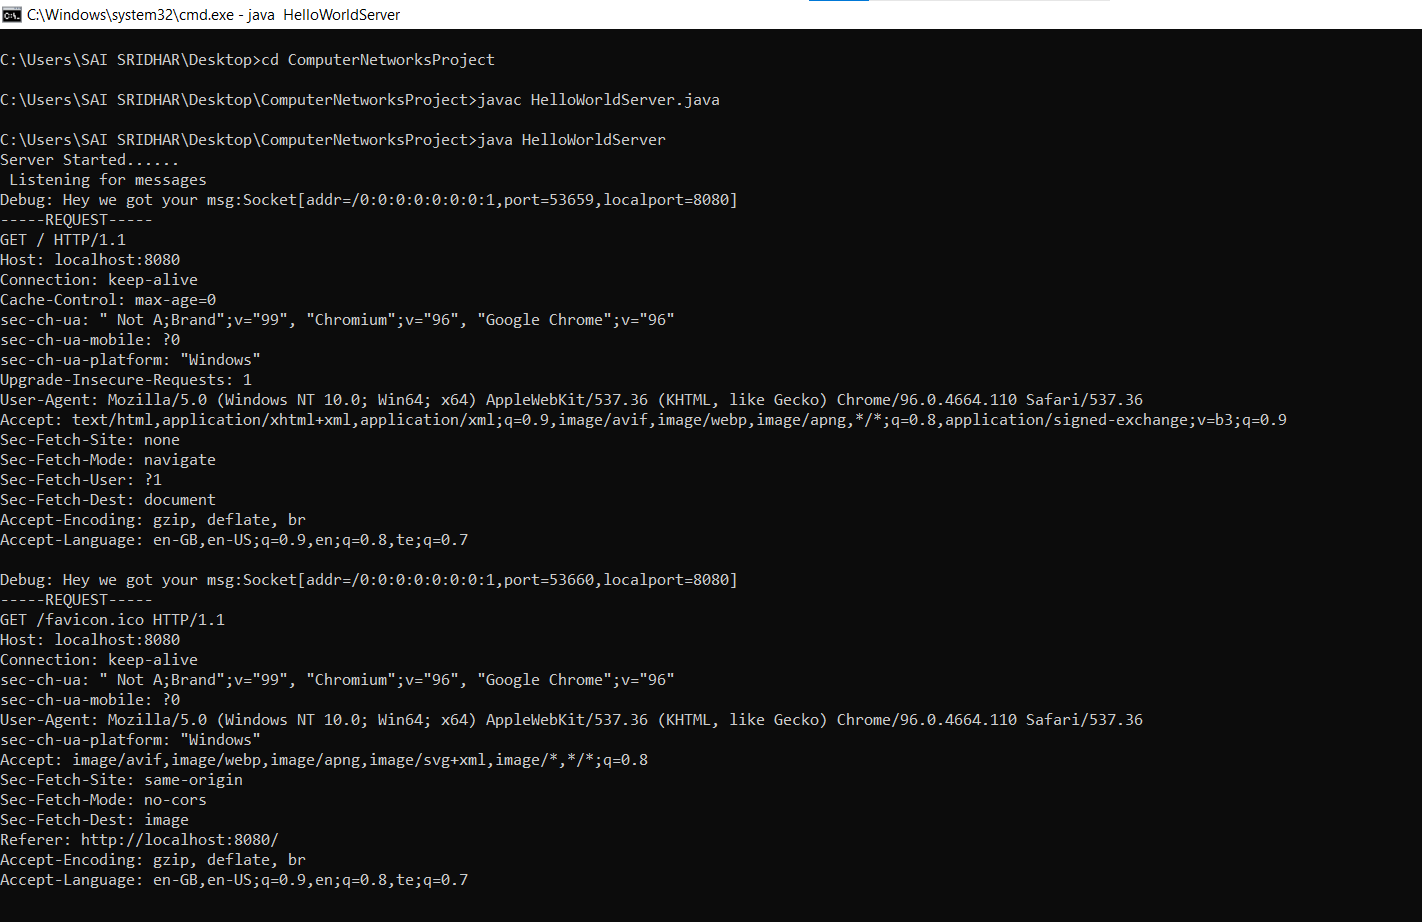 C:\Windows\system32\cmd.exe - java  HelloWorldServer
C:\Users\SAI SRIDHAR\Desktop>cd ComputerNetworksProject
C:\Users\SAI SRIDHAR\Desktop\ComputerNetworksProject>javac HelloWorldServer.java
C:\Users\SAI SRIDHAR\Desktop\ComputerNetworksProject>java HelloWorldServer
Server Started......
 Listening for messages
Debug: Hey we got your msg:Socket[addr=/0:0:0:0:0:0:0:1,port=53659,localport=8080]
-----REQUEST-----
GET / HTTP/1.1
Host: localhost:8080
Connection: keep-alive
Cache-Control: max-age=0
sec-ch-ua: " Not A;Brand";v="99", "Chromium";v="96", "Google Chrome";v="96"
sec-ch-ua-mobile: ?0
sec-ch-ua-platform: "Windows"
Upgrade-Insecure-Requests: 1
User-Agent: Mozilla/5.0 (Windows NT 10.0; Win64; x64) AppleWebKit/537.36 (KHTML, like Gecko) Chrome/96.0.4664.110 Safari/537.36
Accept: text/html,application/xhtml+xml,application/xml;q=0.9,image/avif,image/webp,image/apng,*/*;q=0.8,application/signed-exchange;v=b3;q=0.9
Sec-Fetch-Site: none
Sec-Fetch-Mode: navigate
Sec-Fetch-User: ?1
Sec-Fetch-Dest: document
Accept-Encoding: gzip, deflate, br
Accept-Language: en-GB,en-US;q=0.9,en;q=0.8,te;q=0.7
Debug: Hey we got your msg:Socket[addr=/0:0:0:0:0:0:0:1,port=53660,localport=8080]
-----REQUEST-----
GET /favicon.ico HTTP/1.1
Host: localhost:8080
Connection: keep-alive
sec-ch-ua: " Not A;Brand";v="99", "Chromium";v="96", "Google Chrome";v="96"
sec-ch-ua-mobile: ?0
User-Agent: Mozilla/5.0 (Windows NT 10.0; Win64; x64) AppleWebKit/537.36 (KHTML, like Gecko) Chrome/96.0.4664.110 Safari/537.36
sec-ch-ua-platform: "Windows"
Accept: image/avif,image/webp,image/apng,image/svg+xml,image/*,*/*;q=0.8
Sec-Fetch-Site: same-origin
Sec-Fetch-Mode: no-cors
Sec-Fetch-Dest: image
Referer: http://localhost:8080/
Accept-Encoding: gzip, deflate, br
Accept-Language: en-GB,en-US;q=0.9,en;q=0.8,te;q=0.7